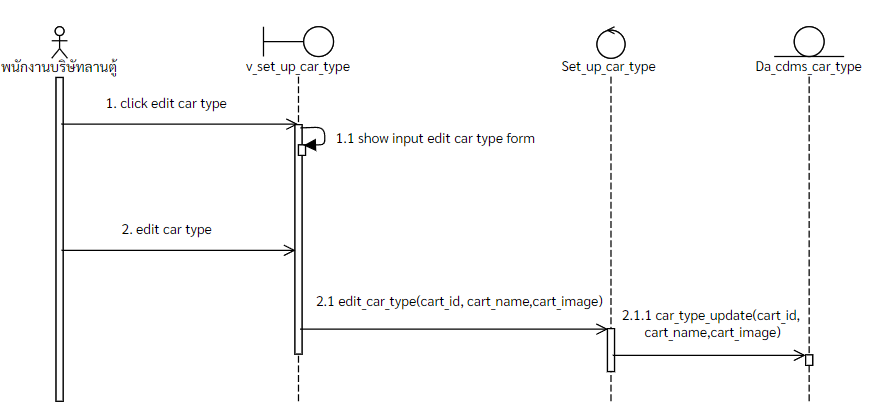 พนักงานบริษัทลานตู้
v_set_up_car_type
Set_up_car_type
Da_cdms_car_type
1. click edit car type
1.1 show input edit car type form
2. edit car type
2.1 edit_car_type(cart_id, cart_name,cart_image)
2.1.1 car_type_update(cart_id,
cart_name,cart_image)